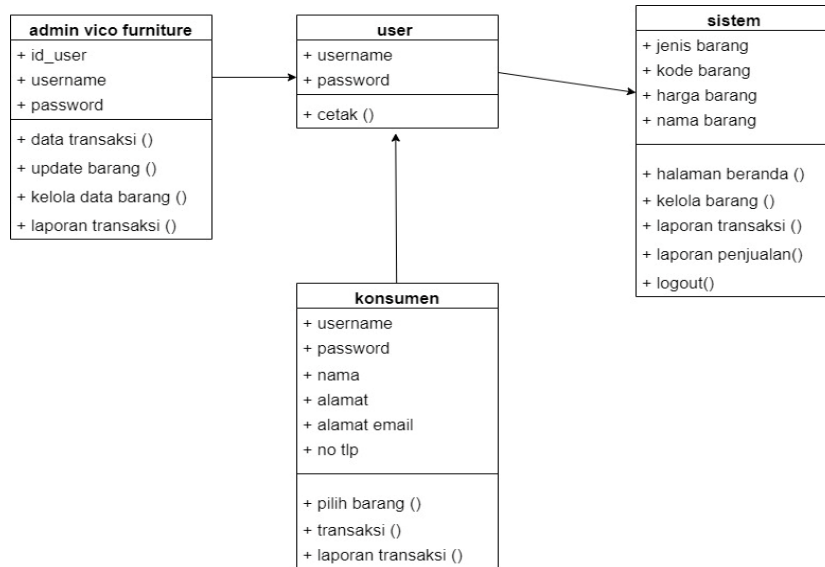 admin vico furniture
+ id_user
+ username
+ password
+ data transaksi ()
+ update barang ()
+ kelola data barang ()
+ laporan transaksi ()
user
+ username
+ password
+ cetak ()
sistem
+ jenis barang
+ kode barang
+ harga barang
+ nama barang
+ halaman beranda ()
+ kelola barang ()
+ laporan transaksi ()
+ laporan penjualan()
+ logout()
konsumen
+ username
+ password
+ nama
+ alamat
+ alamat email
+ no tlp
+ pilih barang ()
+ transaksi ()
+ laporan transaksi ()